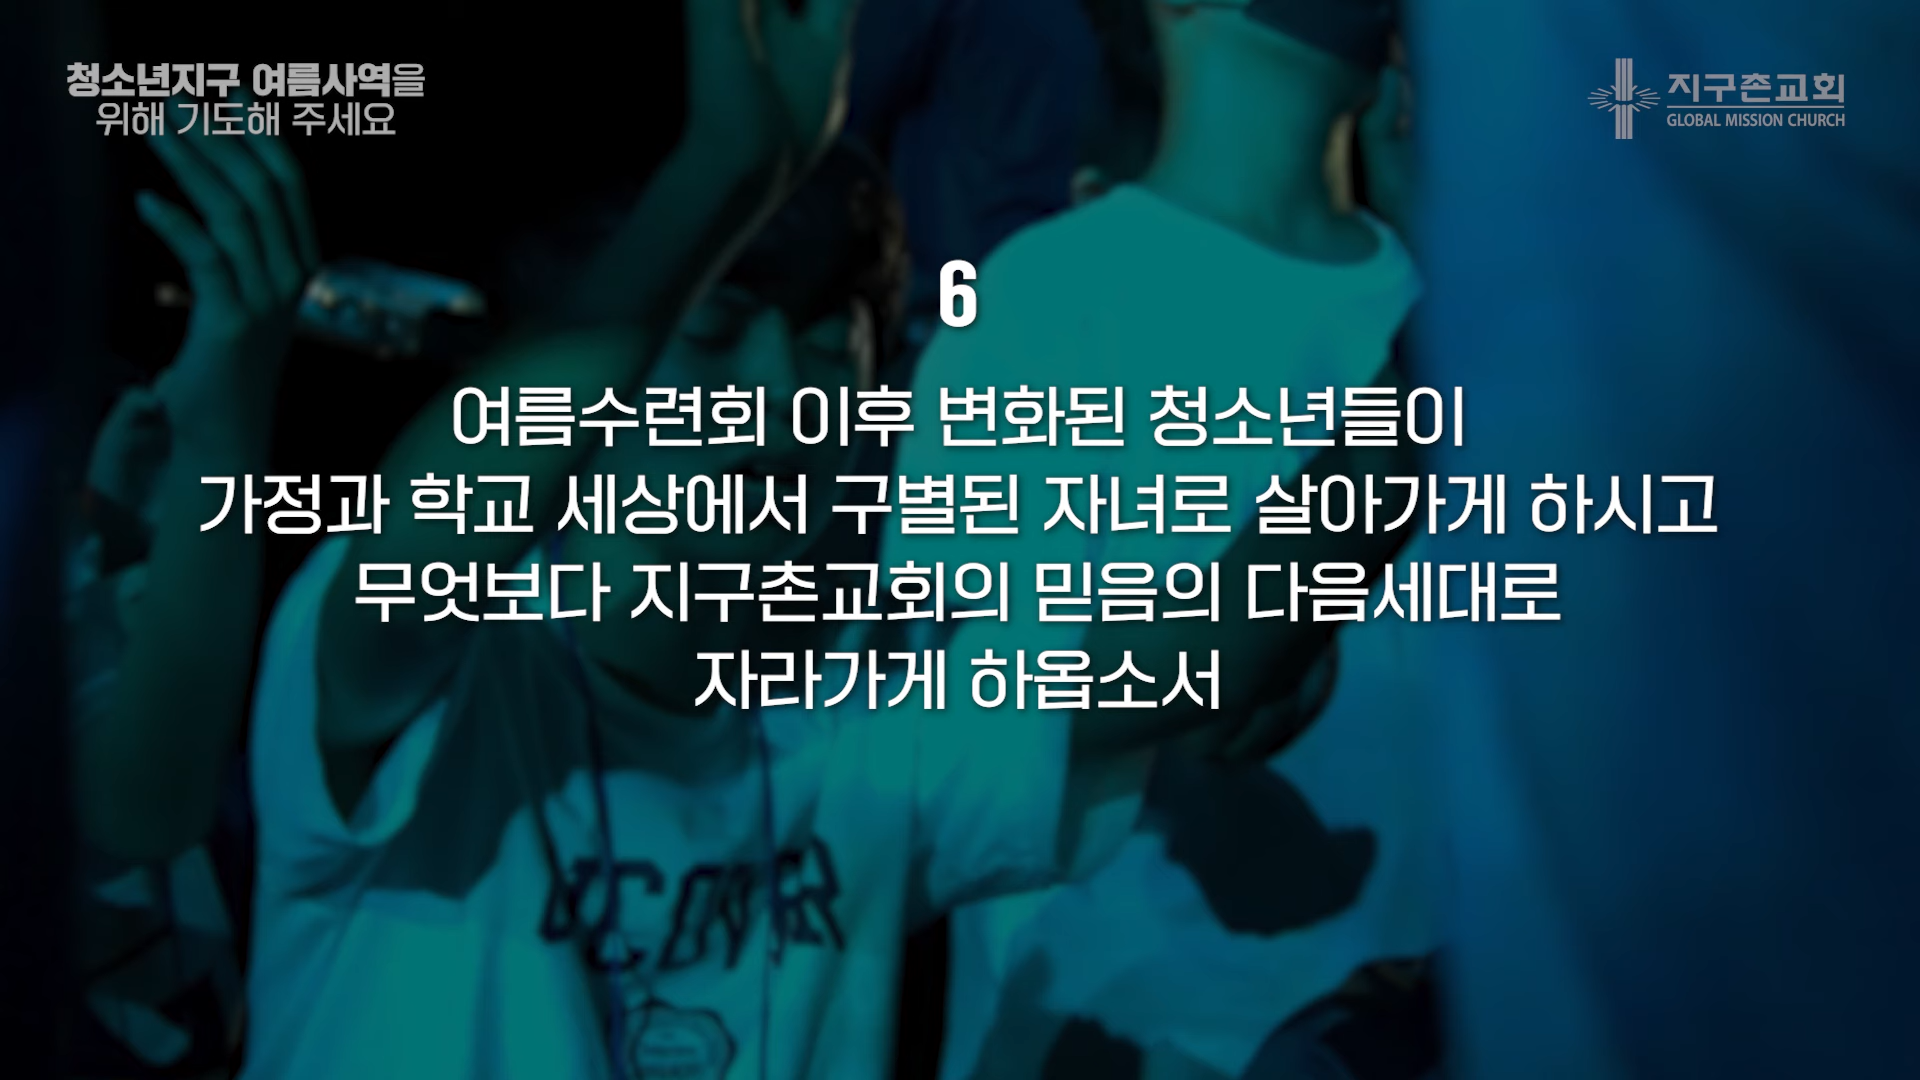 청소년지구 여름사역을
위해 기도해 주세요
지구촌교회
GLOBAL MISSION CHURCH
6
여름수련회 이후 변화된 청소년들이
가정과 학교 세상에서 구별된 자녀로 살아가게 하시고
무엇보다 지구촌교회의 믿음의 다음세대로
자라가게 하옵소서